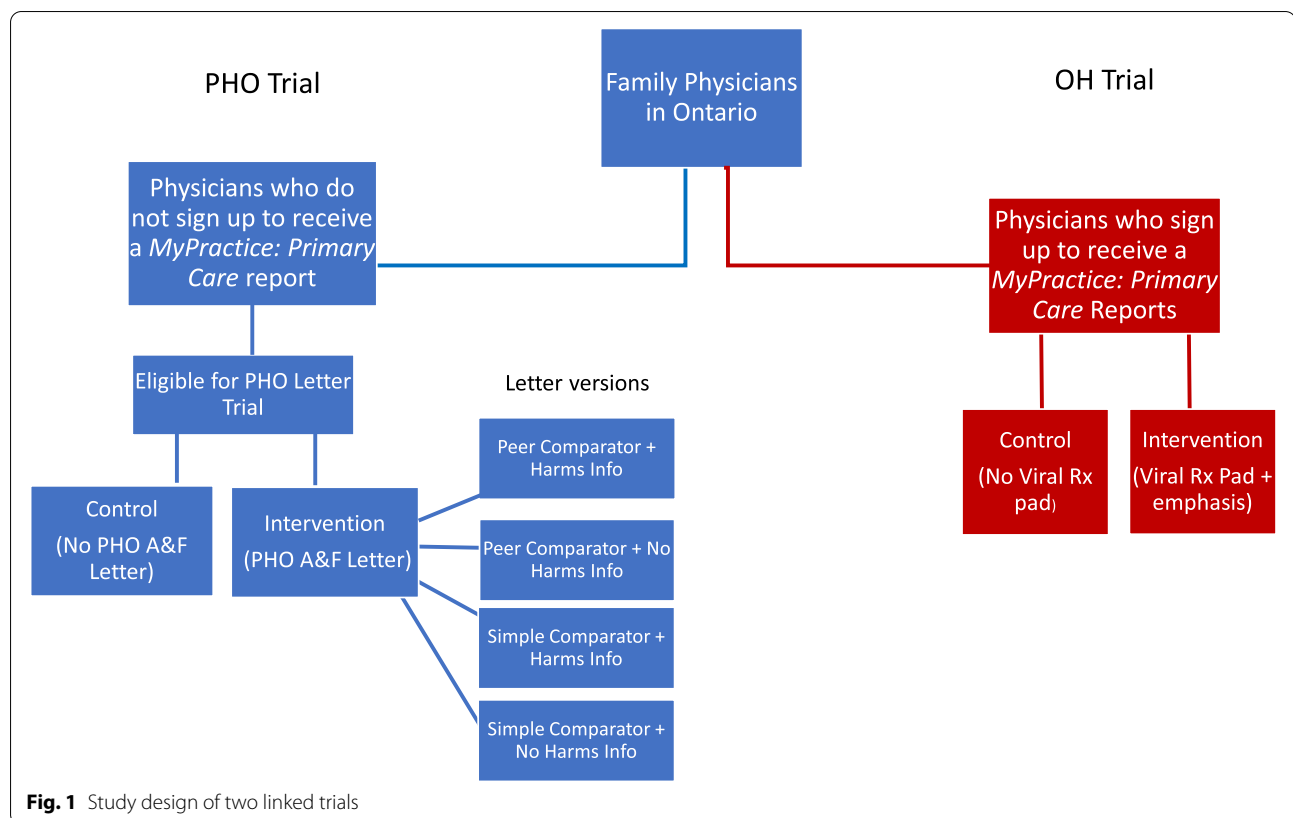 PHO Trial
Family Physicians
in Ontario
OH Trial
Physicians who do
not sign up to receive
a MyPractice: Primary
Care report
Physicians who sign
up to receive a
MyPractice: Primary
Care Reports
Eligible for PHO Letter
Trial
Letter versions
Control
(No PHO A&F
Letter)
Intervention
(PHO A&F Letter)
Peer Comparator +
Harms Info
Peer Comparator + No
Harms Info
Simple Comparator +
Harms Info
Simple Comparator +
No Harms Info
Control
(No Viral Rx
pad)
Intervention
(Viral Rx Pad +
emphasis)
Fig. 1 Study design of two linked trials